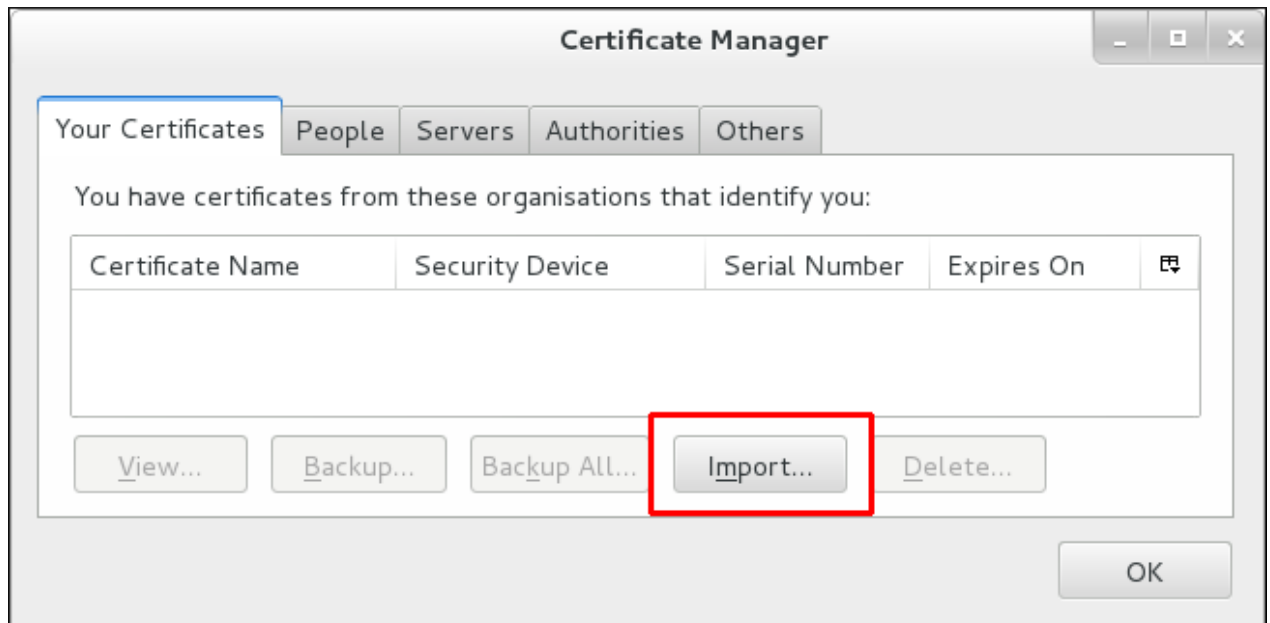 Certificate Manager
Your Certificates People Servers Authorities Others
You have certificates from these organisations that identify you:
Certificate Name Security Device Serial Number Expires On
View... Backup... Backup All... Import... Delete...
OK